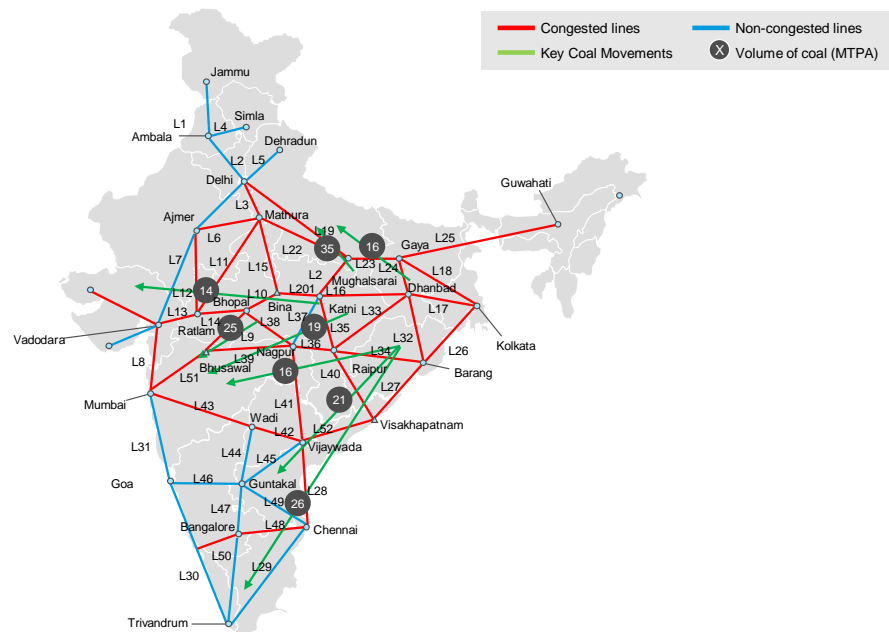 Congested lines
Non-congested lines
Key Coal Movements
X Volume of coal (MTPA)
Jammu
L1
L4
Simla
Ambala
Dehradun
L2
L5
Delhi
Guwahati
L3
Ajmer
Mathura
L6
L19
L25
35
16
Gaya
L7
L11
L22
L23
L24
L18
L15
L2
Mughalsarai
L12
14
L10
L201
L16
Dhanbad
Bhopal
Bina
Katni
L13
L14
L38
L37
19
L33
L17
Kolkata
Vadodara
Ratlam
25
L9
L35
L32
Nagpur
L36
L34
L26
L8
L39
Bhusawal
16
Raipur
Barang
L51
L40
L27
Mumbai
L43
L41
21
Wadi
Visakhapatnam
L42
L52
L31
Vijaywada
L44
L45
Goa
L46
Guntakal
L28
L47
L49
26
Bangalore
L48
Chennai
L50
L29
L30
Trivandrum